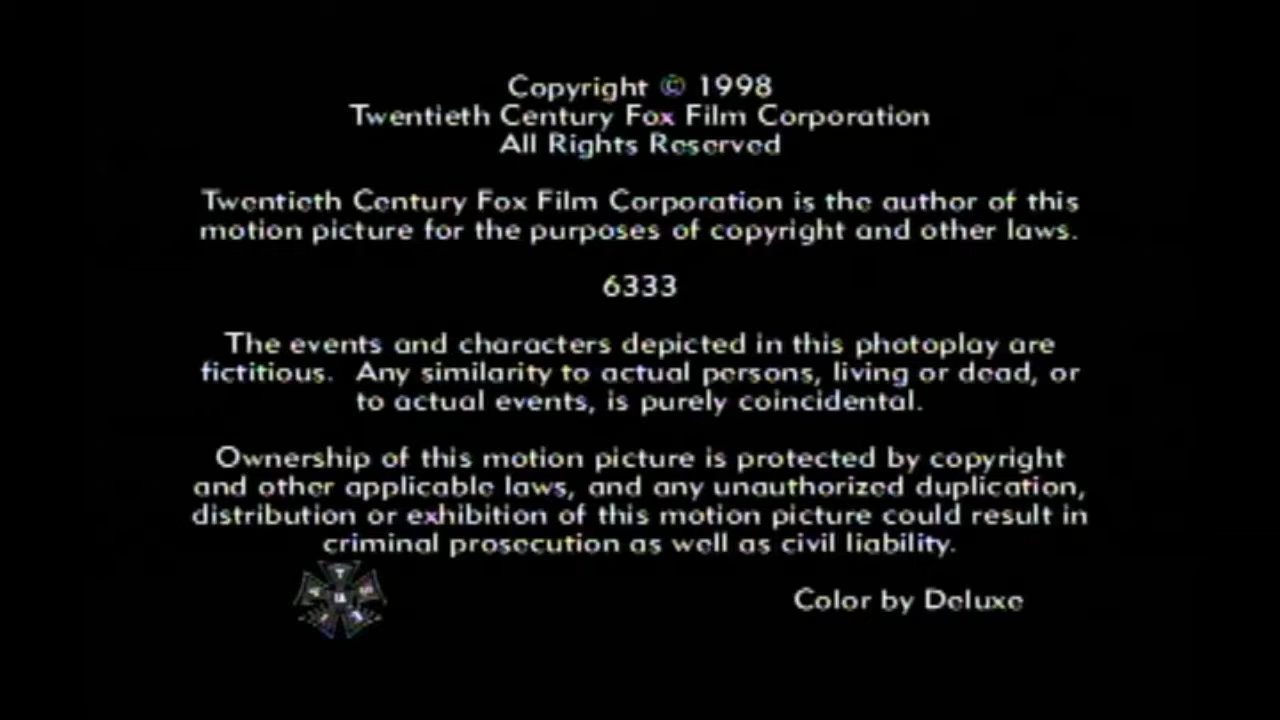 Copyright © 1998
Twentieth Century Fox Film Corporation
All Rights Reserved
Twentieth Century Fox Film Corporation is the author of this
motion picture for the purposes of copyright and other laws.
6333
The events and characters depicted in this photoplay are
fictitious. Any similarity to actual persons, living or dead, or
to actual events, is purely coincidental.
Ownership of this motion picture is protected by copyright
and other applicable laws, and any unauthorized duplication,
distribution or exhibition of this motion picture could result in
criminal prosecution as well as civil liability.
Color by Deluxe